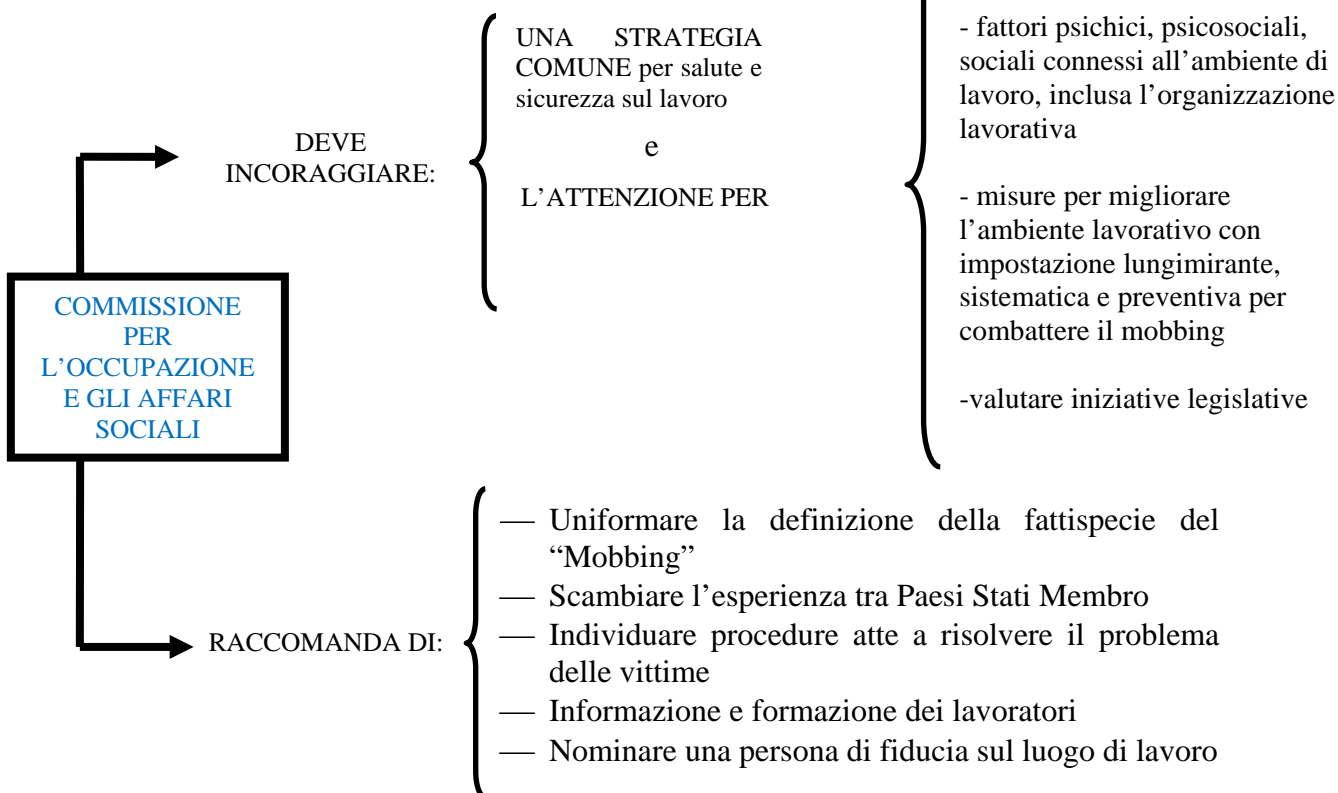 COMMISSIONE
PER
L’OCCUPAZIONE
E GLI AFFARI
SOCIALI
DEVE
INCORAGGIARE:
UNA STRATEGIA
COMUNE per salute e
sicurezza sul lavoro
e
L’ATTENZIONE PER
- fattori psichici, psicosociali,
sociali connessi all’ambiente di
lavoro, inclusa l’organizzazione
lavorativa
- misure per migliorare
l’ambiente lavorativo con
impostazione lungimirante,
sistematica e preventiva per
combattere il mobbing
-valutare iniziative legislative
RACCOMANDA DI:
— Uniformare la definizione della fattispecie del
“Mobbing”
— Scambiare l’esperienza tra Paesi Stati Membro
— Individuare procedure atte a risolvere il problema
delle vittime
— Informazione e formazione dei lavoratori
— Nominare una persona di fiducia sul luogo di lavoro